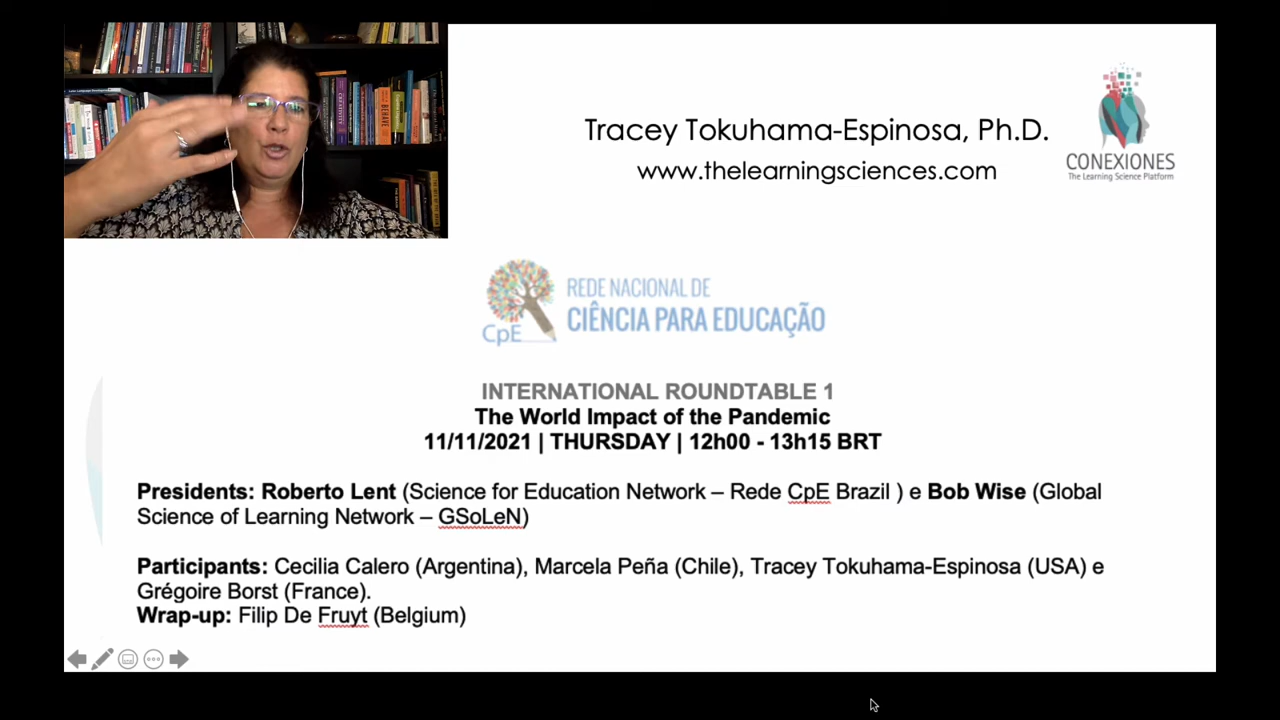 CREATIVITY
BEHAVE
Tracey Tokuhama-Espinosa, Ph.D.
www.thelearningsciences.com
CONEXIONES
The Learning Science Platform
CpE
REDE NACIONAL DE
CIÊNCIA PARA EDUCAÇÃO
INTERNATIONAL ROUNDTABLE 1
The World Impact of the Pandemic
11/11/2021 | THURSDAY | 12h00 - 13h15 BRT
Presidents: Roberto Lent (Science for Education Network – Rede CpE Brazil ) e Bob Wise (Global
Science of Learning Network – GSoLeN)
Participants: Cecilia Calero (Argentina), Marcela Peña (Chile), Tracey Tokuhama-Espinosa (USA) e
Grégoire Borst (France).
Wrap-up: Filip De Fruyt (Belgium)